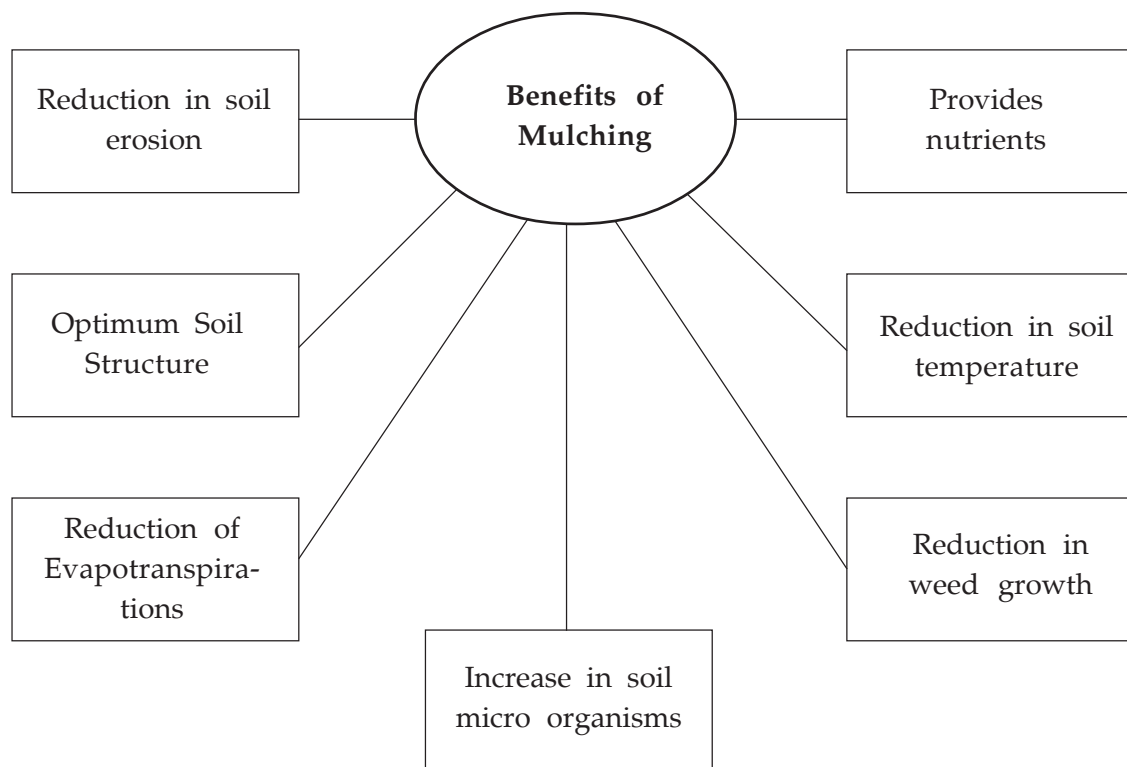 Benefits of
Mulching
Reduction in soil
erosion
Provides
nutrients
Optimum Soil
Structure
Reduction in soil
temperature
Reduction of
Evapotranspira-
tions
Reduction in
weed growth
Increase in soil
micro organisms